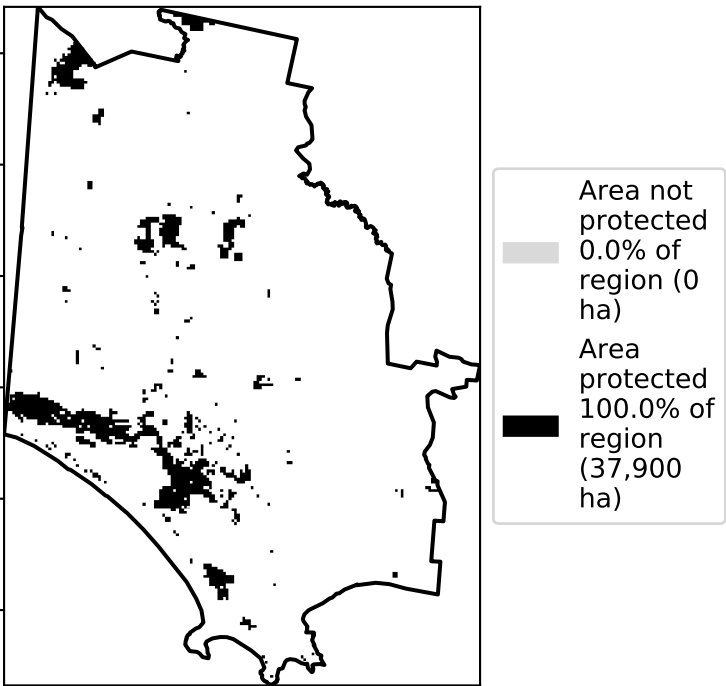 Area not
protected
0.0% of
region (0
ha)
Area
protected
100.0% of
region
(37,900
ha)